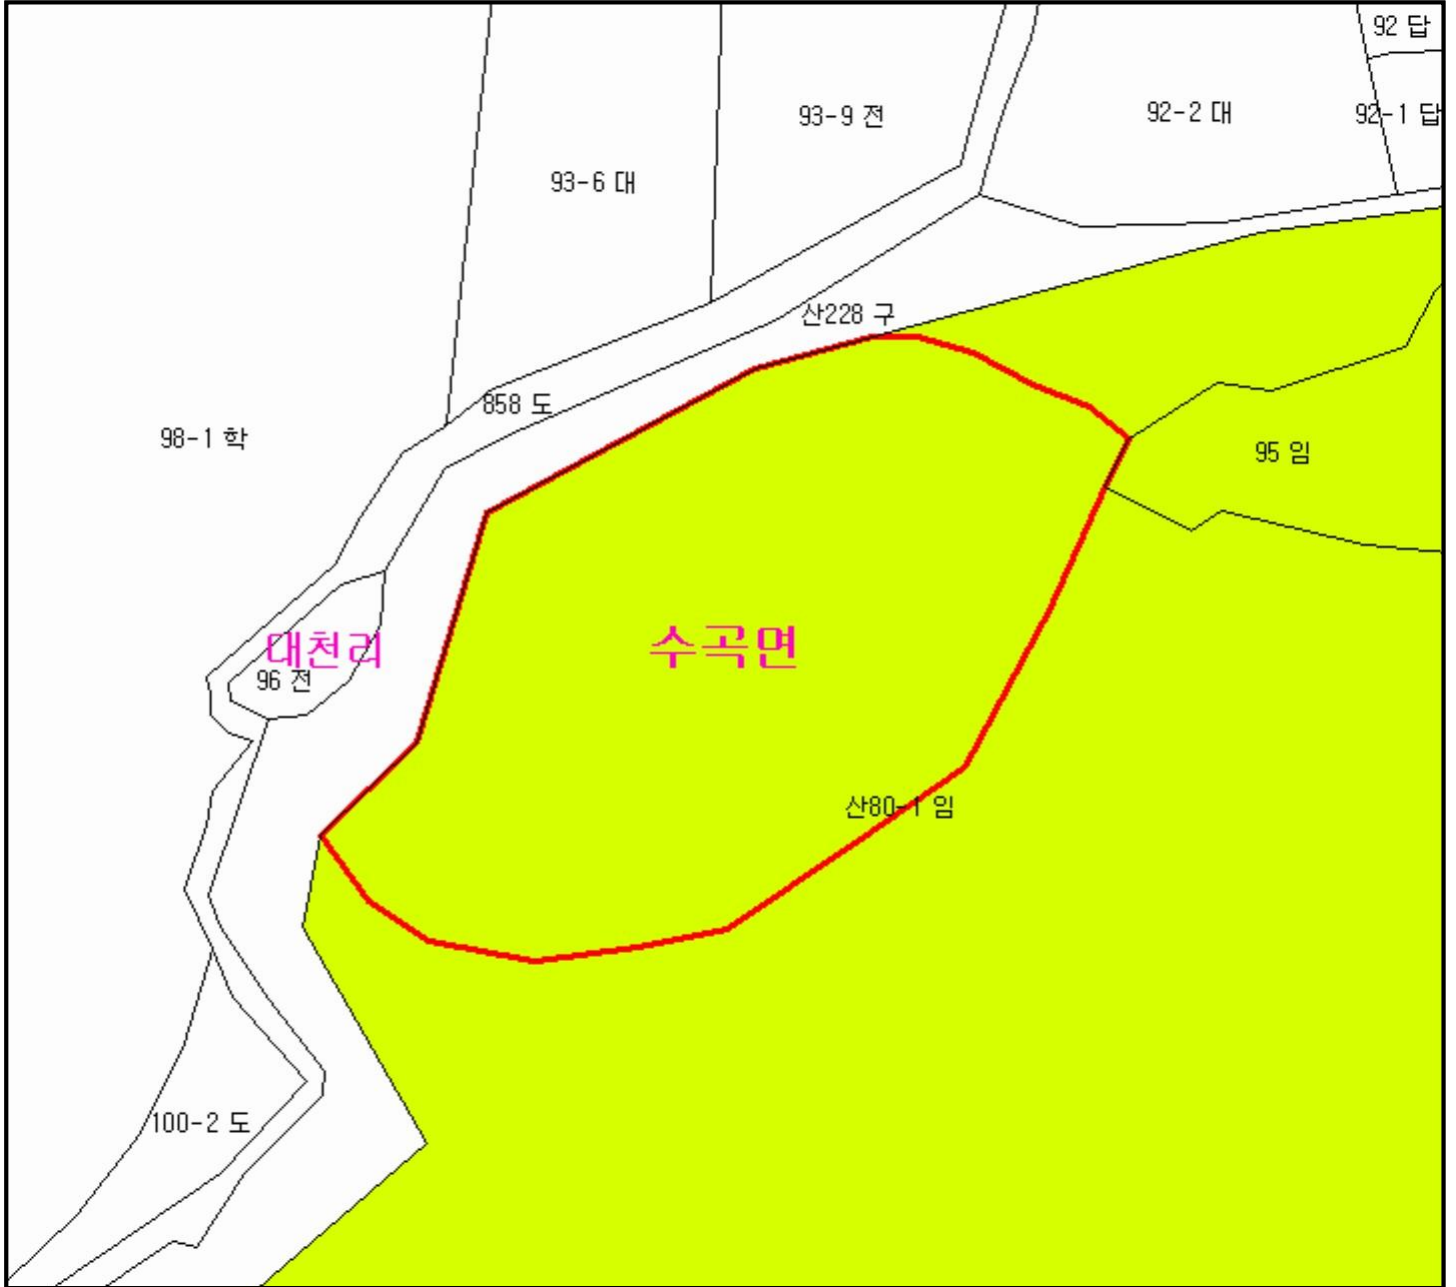 92 답
93-9 전
92-2 대
92-1 답
93-6 대
산228 구
858 도
98-1 학
95 임
대천리
수곡면
96 전
산80-1 임
100-2 도